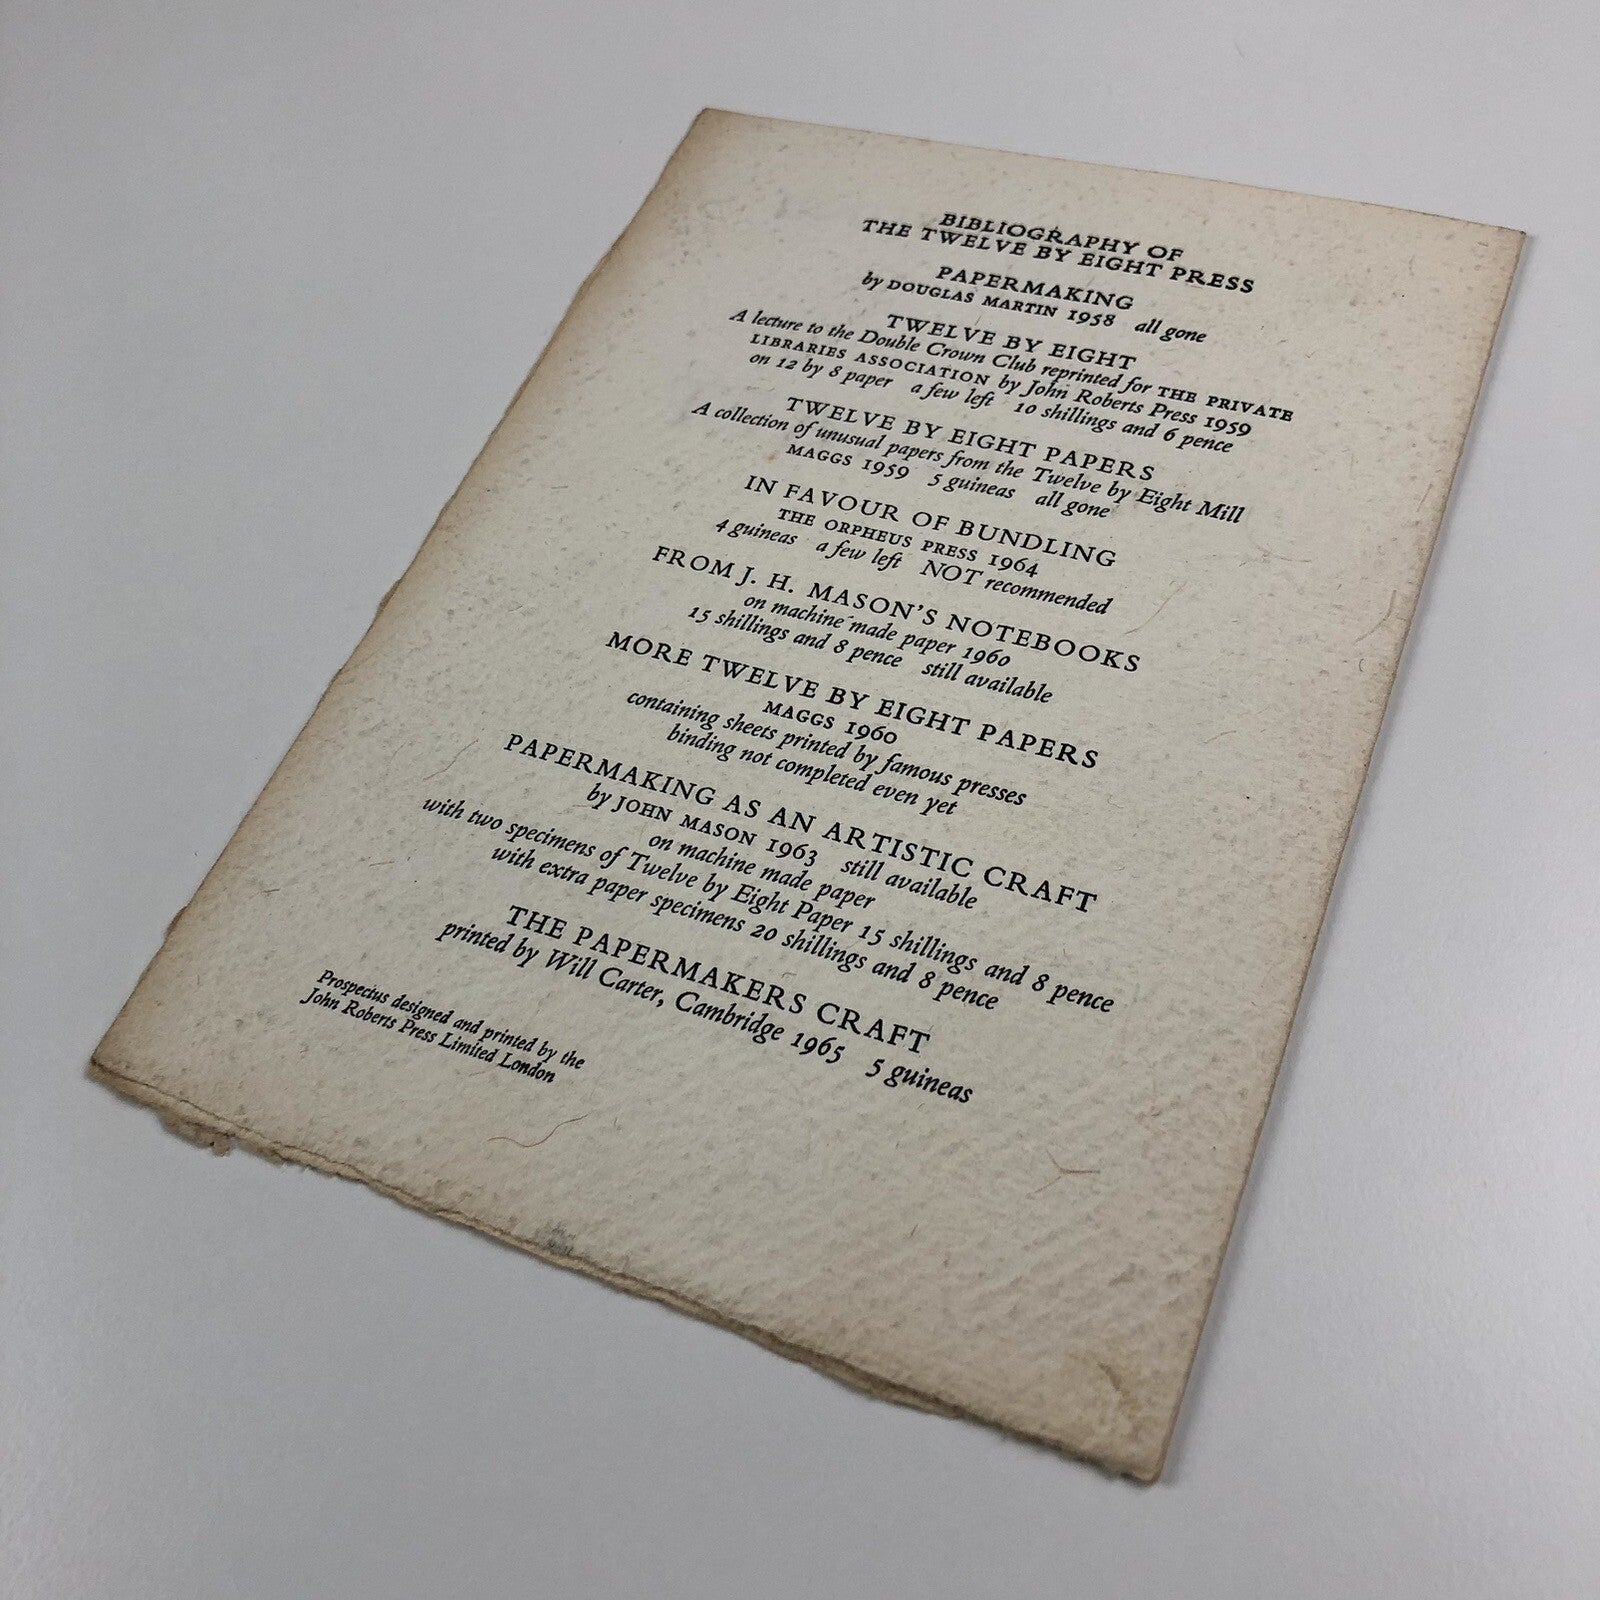 BIBLIOGRAPHY OF
THE TWELVE BY EIGHT PRESS
PAPERMAKING
by DOUGLAS MARTIN 1958 all gone
TWELVE BY EIGHT
A lecture to the Double Crown Club reprinted for THE PRIVATE
LIBRARIES ASSOCIATION by John Roberts Press 1959
on 12 by 8 paper a few left 10 shillings and 6 pence
TWELVE BY EIGHT PAPERS
A collection of unusual papers from the Twelve by Eight Mill
MAGGS 1959 5 guineas all gone
IN FAVOUR OF BUNDLING
THE ORPHEUS PRESS 1964
4 guineas a few left NOT recommended
FROM J. H. MASON'S NOTEBOOKS
on machine made paper 1960
15 shillings and 8 pence still available
MORE TWELVE BY EIGHT PAPERS
MAGGS 1960
containing sheets printed by famous presses
binding not completed even yet
PAPERMAKING AS AN ARTISTIC CRAFT
by JOHN MASON 1963 still available
on machine made paper
with two specimens of Twelve by Eight Paper 15 shillings and 8 pence
with extra paper specimens 20 shillings and 8 pence
THE PAPERMAKERS CRAFT
printed by Will Carter, Cambridge 1965 5 guineas
Prospectus designed and printed by the
John Roberts Press Limited London